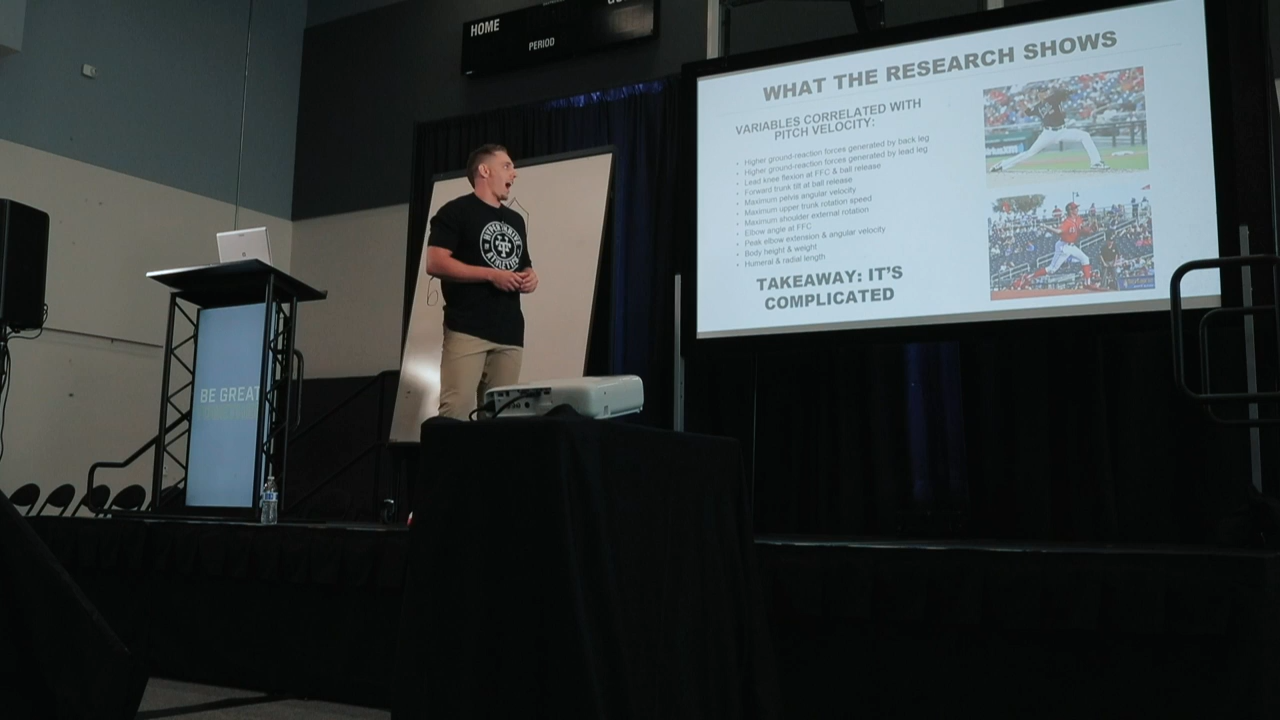 HOME
PERIOD
WHAT THE RESEARCH SHOWS
VARIABLES CORRELATED WITH
PITCH VELOCITY:
• Higher ground-reaction forces generated by back leg
• Higher ground-reaction forces generated by lead leg
• Lead knee flexion at FFC & ball release
• Forward trunk tilt at ball release
• Maximum pelvis angular velocity
• Maximum upper trunk rotation speed
• Maximum shoulder external rotation
• Elbow angle at FFC
• Peak elbow extension & angular velocity
• Body height & weight
• Humeral & radial length
TAKEAWAY: IT'S
COMPLICATED
BE GREAT
6